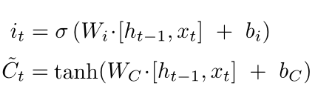 i_t = σ (W_i·[h_{t−1}, x_t] + b_i)
C̃_t = tanh(W_C·[h_{t−1}, x_t] + b_C)